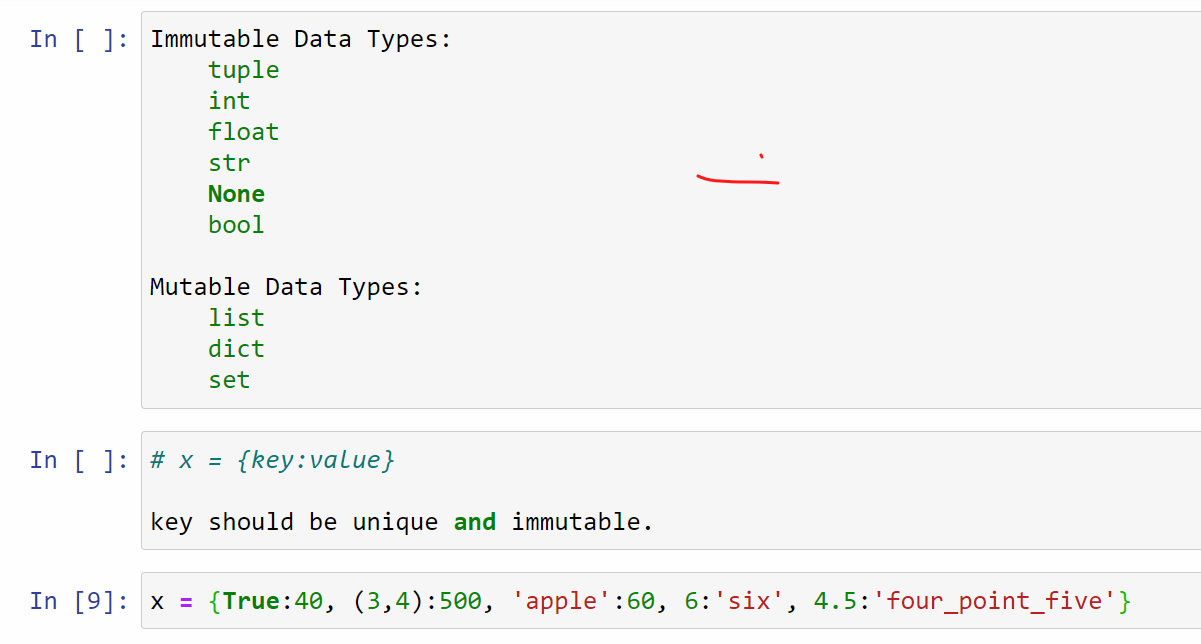 In [ ]: Immutable Data Types:
tuple
int
float
str
None
bool
Mutable Data Types:
list
dict
set
In [ ]: # x = {key:value}
key should be unique and immutable.
In [9]: x = {True:40, (3,4):500, 'apple':60, 6:'six', 4.5:'four_point_five'}